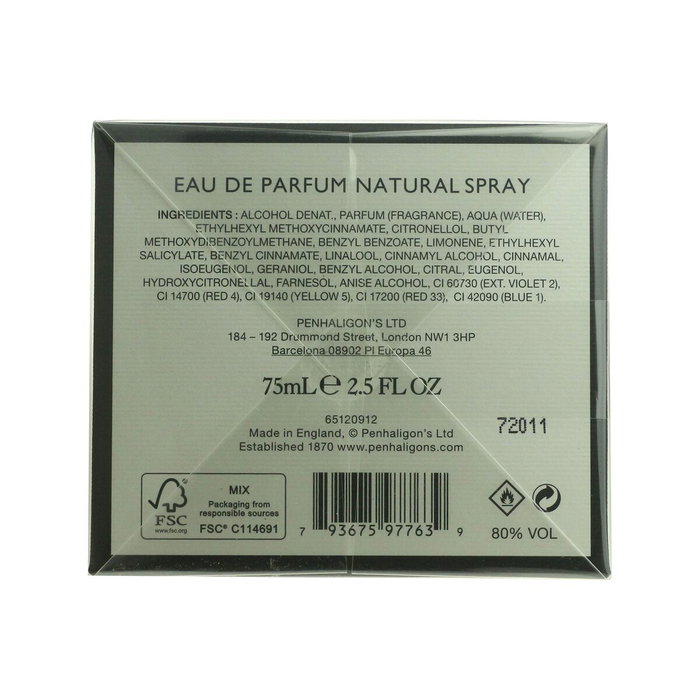 EAU DE PARFUM NATURAL SPRAY
INGREDIENTS : ALCOHOL DENAT., PARFUM (FRAGRANCE), AQUA (WATER),
ETHYLHEXYL METHOXYCINNAMATE, CITRONELLOL, BUTYL
METHOXYDIBENZOYLMETHANE, BENZYL BENZOATE, LIMONENE, ETHYLHEXYL
SALICYLATE, BENZYL CINNAMATE, LINALOOL, CINNAMYL ALCOHOL, CINNAMAL,
ISOEUGENOL, GERANIOL, BENZYL ALCOHOL, CITRAL, EUGENOL,
HYDROXYCITRONELLAL, FARNESOL, ANISE ALCOHOL, CI 60730 (EXT. VIOLET 2),
CI 14700 (RED 4), CI 19140 (YELLOW 5), CI 17200 (RED 33), CI 42090 (BLUE 1).
PENHALIGON'S LTD
184 – 192 Drummond Street, London NW1 3HP
Barcelona 08902 Pl Europa 46
75mL e 2.5 FL OZ
65120912
72011
Made in England, © Penhaligon's Ltd
Established 1870 www.penhaligons.com
FSC
www.fsc.org
MIX
Packaging from
responsible sources
FSC® C114691
7 93675 97763 9
80% VOL